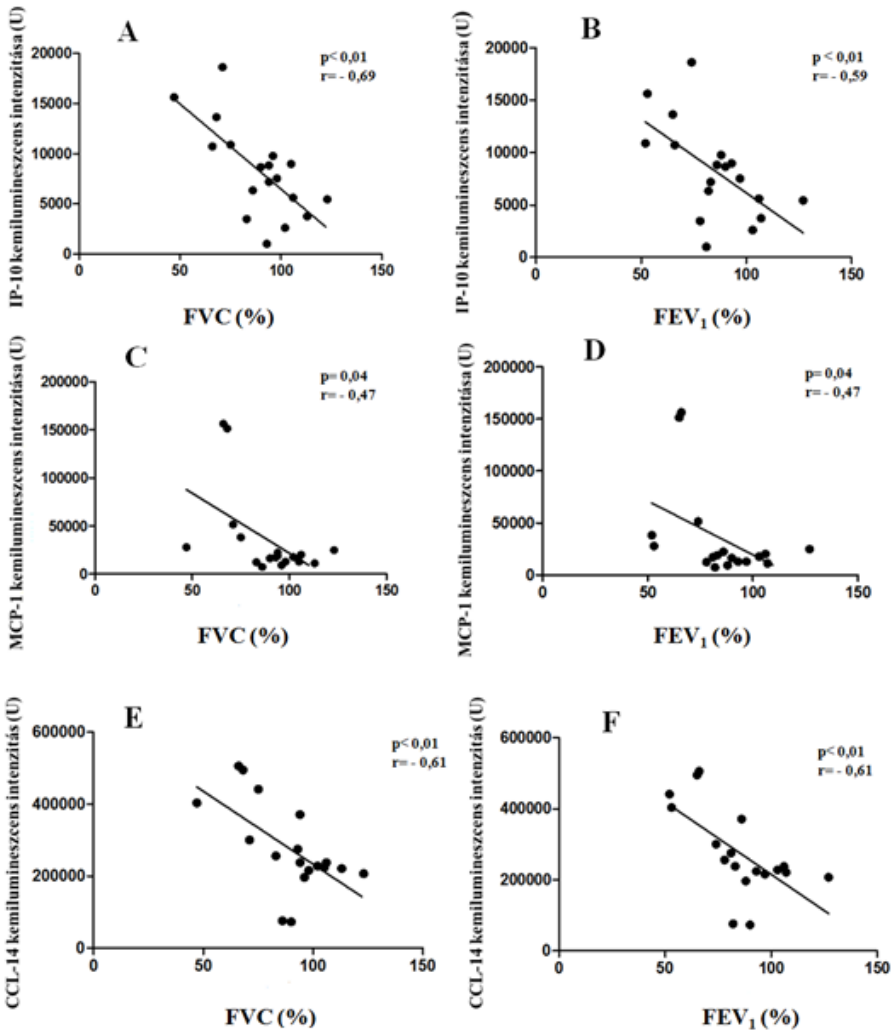 A
p< 0,01
r= - 0,69
IP-10 kemilumineszcens intenzitása (U)
20000
15000
10000
5000
0
0 50 100 150
FVC (%)
B
p < 0,01
r= - 0,59
IP-10 kemilumineszcens intenzitása (U)
20000
15000
10000
5000
0
0 50 100 150
FEV1 (%)
C
p= 0,04
r= - 0,47
MCP-1 kemilumineszcens intenzitása (U)
200000
150000
100000
50000
0
0 50 100 150
FVC (%)
D
p= 0,04
r= - 0,47
MCP-1 kemilumineszcens intenzitása (U)
200000
150000
100000
50000
0
0 50 100 150
FEV1 (%)
E
p< 0,01
r= - 0,61
CCL-14 kemilumineszcens intenzitás (U)
600000
400000
200000
0
0 50 100 150
FVC (%)
F
p< 0,01
r= - 0,61
CCL-14 kemilumineszcens intenzitás (U)
600000
400000
200000
0
0 50 100 150
FEV1 (%)